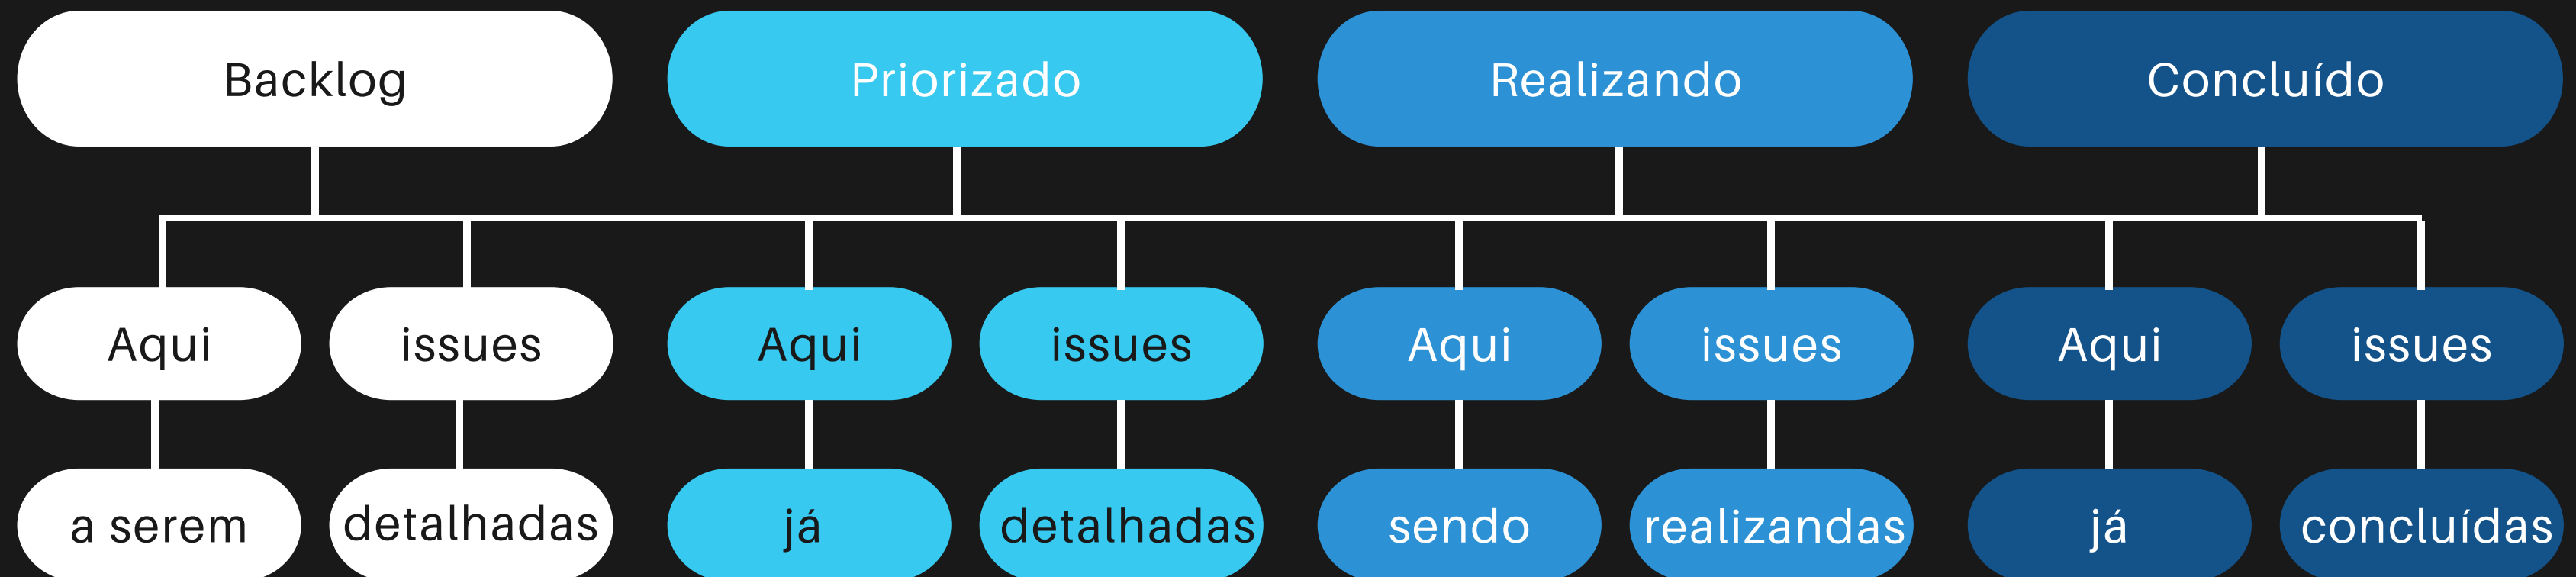 Backlog
Priorizado
Realizando
Concluído
Aqui
issues
Aqui
issues
Aqui
issues
Aqui
issues
a serem
detalhadas
já
detalhadas
sendo
realizandas
já
concluídas